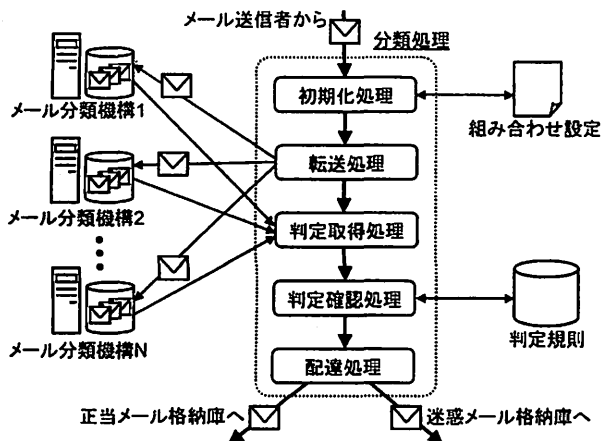 メール送信者から
分類処理
初期化処理
組み合わせ設定
メール分類機構1
転送処理
メール分類機構2
判定取得処理
判定確認処理
判定規則
メール分類機構N
配達処理
正当メール格納庫へ
迷惑メール格納庫へ